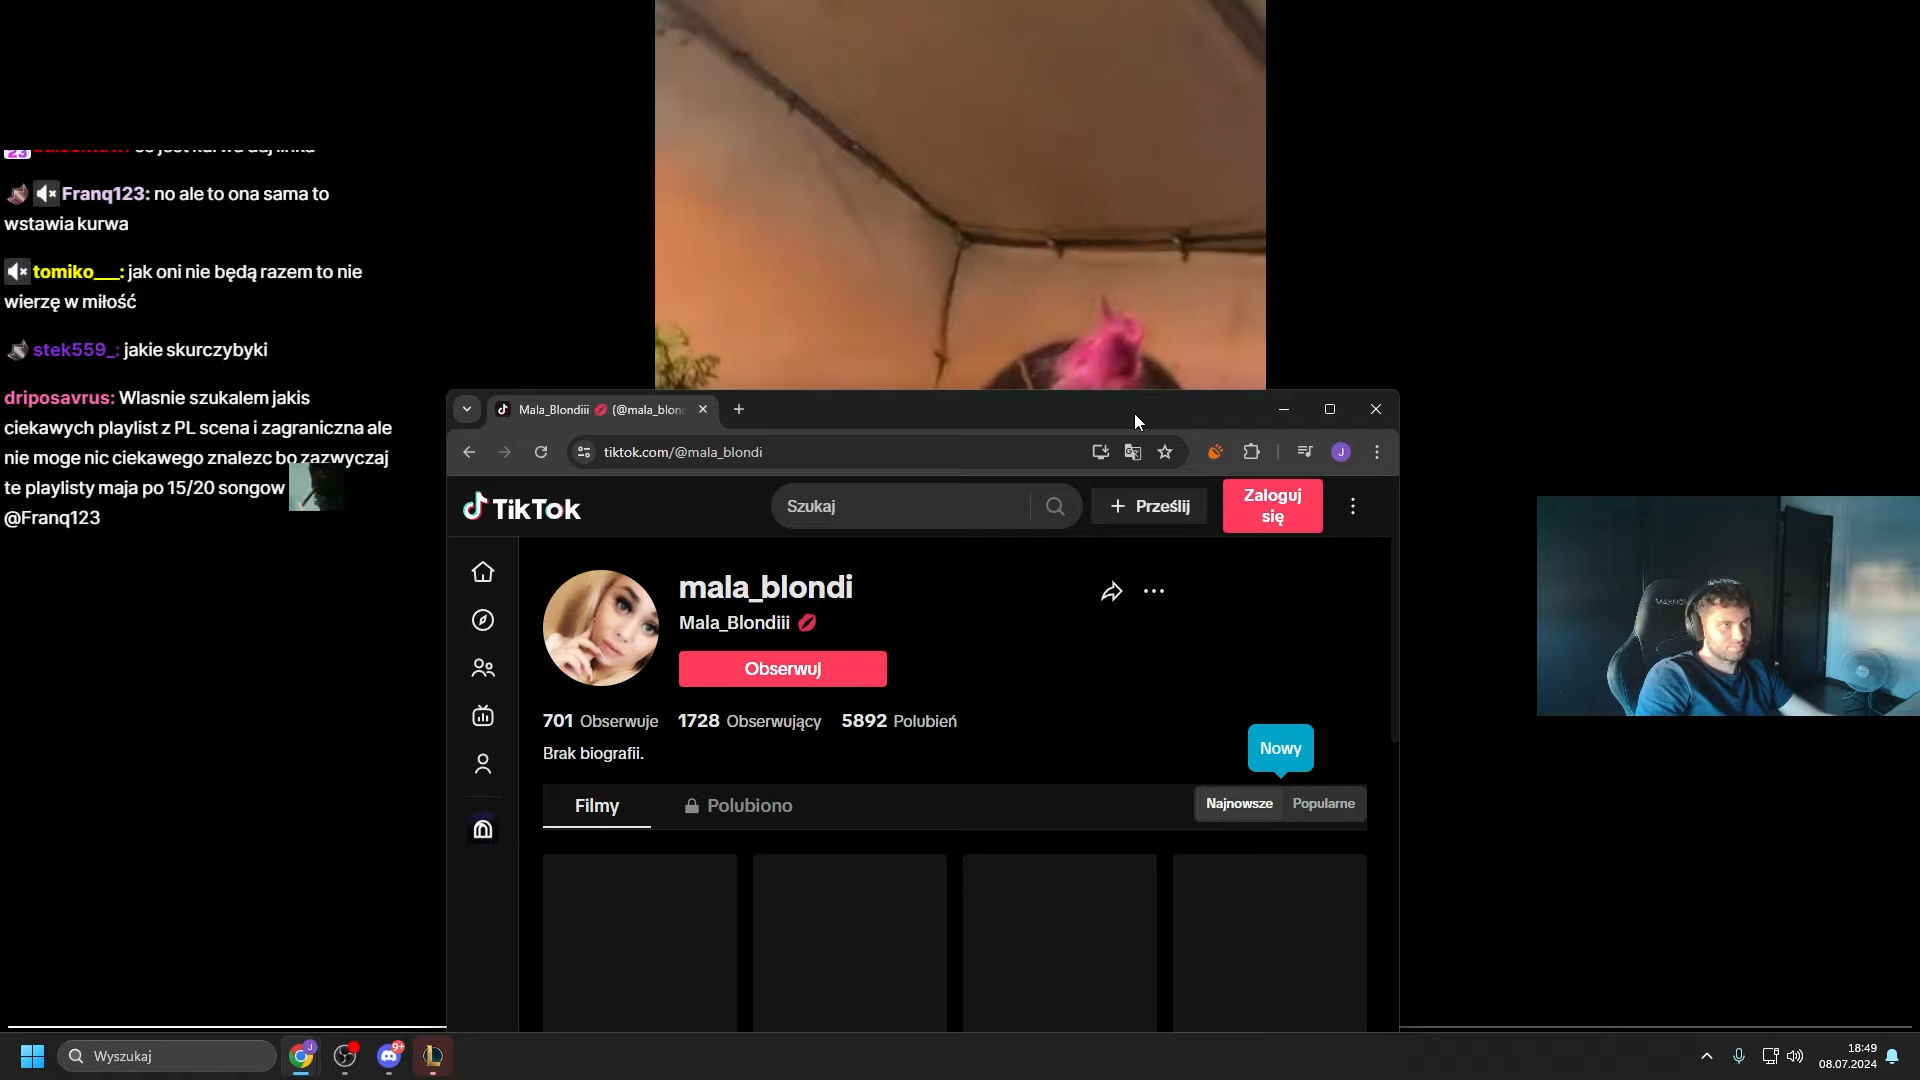 Franq123: no ale to ona sama to
wstawia kurwa
tomiko___: jak oni nie będą razem to nie
wierzę w miłość
stek559_: jakie skurczybyki
driposavrus: Wlasnie szukalem jakis
ciekawych playlist z PL scena i zagraniczna ale
nie moge nic ciekawego znalezc bo zazwyczaj
te playlisty maja po 15/20 songow
@Franq123
Mala_Blondiii 💋 (@mala_blon
tiktok.com/@mala_blondi
J
TikTok
Szukaj
Prześlij
Zaloguj
się
mala_blondi
Mala_Blondiii 💋
Obserwuj
701 Obserwuje 1728 Obserwujący 5892 Polubień
Brak biografii.
Nowy
Filmy
Polubiono
Najnowsze
Popularne
Wyszukaj
J
9+
18:49
08.07.2024